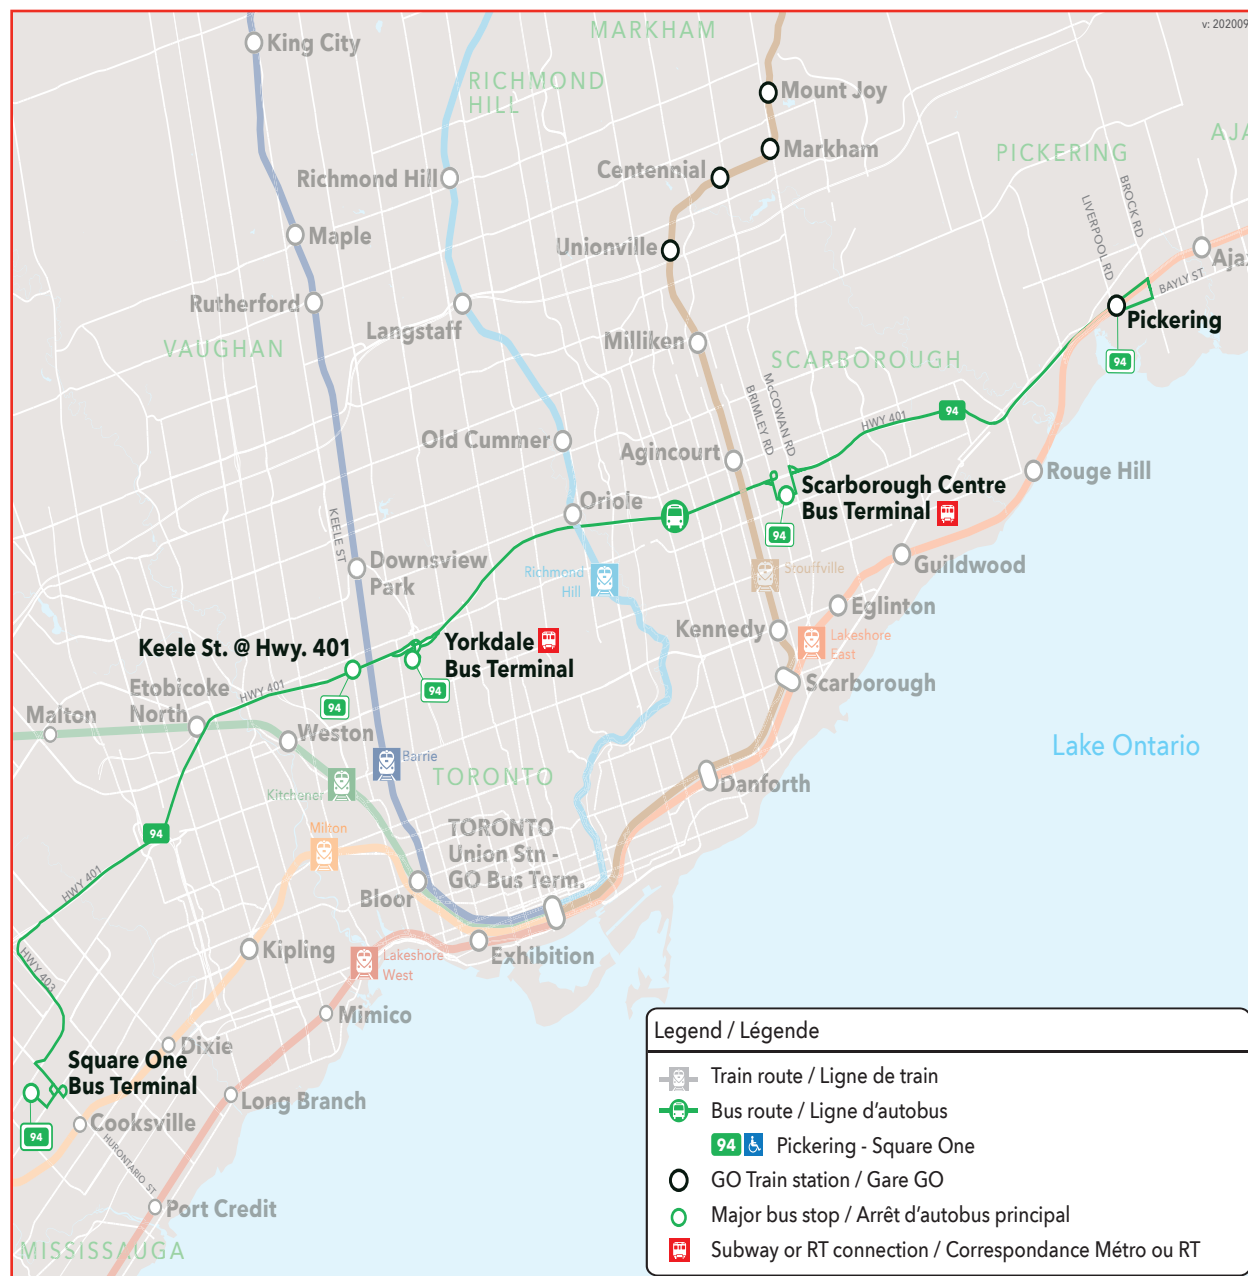 v: 202009
MARKHAM
King City
RICHMOND
HILL
Mount Joy
AJA
Markham
PICKERING
Centennial
Richmond Hill
BROCK RD
LIVERPOOL RD
Maple
Unionville
Ajax
BAYLY ST
Rutherford
Langstaff
Pickering
VAUGHAN
Milliken
SCARBOROUGH
94
McCOWAN RD
BRIMLEY RD
94
HWY 401
Old Cummer
Agincourt
Rouge Hill
Scarborough Centre
Bus Terminal
Oriole
KEELE ST
94
Downsview
Park
Richmond
Hill
Stouffville
Guildwood
Eglinton
Kennedy
Lakeshore
East
Keele St. @ Hwy. 401
Yorkdale
Bus Terminal
Scarborough
94
HWY 401
94
Etobicoke
North
Malton
Weston
Barrie
Lake Ontario
Kitchener
TORONTO
Danforth
Milton
94
TORONTO
Union Stn -
GO Bus Term.
HWY 401
Bloor
Kipling
Exhibition
Lakeshore
West
HWY 403
Mimico
Dixie
Square One
Bus Terminal
Long Branch
Cooksville
94
HURONTARIO ST
Port Credit
MISSISSAUGA
Legend / Légende
Train route / Ligne de train
Bus route / Ligne d'autobus
94 Pickering - Square One
GO Train station / Gare GO
Major bus stop / Arrêt d'autobus principal
Subway or RT connection / Correspondance Métro ou RT